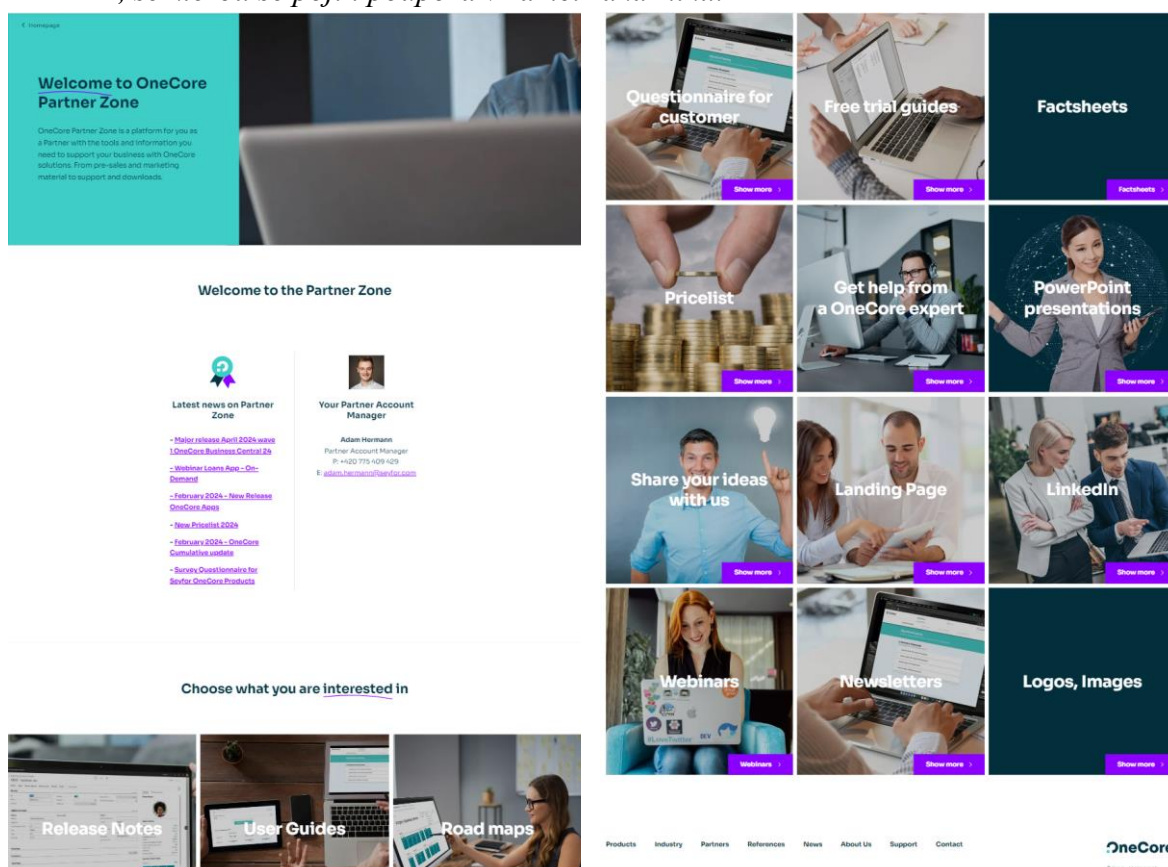 Homepage
Welcome to OneCore
Partner Zone
OneCore Partner Zone is a platform for you as
a Partner with the tools and information you
need to support your business with OneCore
solutions. From pre-sales and marketing
material to support and downloads.
Welcome to the Partner Zone
Latest news on Partner
Zone
- Major release April 2024 wave
1 OneCore Business Central 24
- Webinar Loans App - On-
Demand
- February 2024 - New Release
OneCore Apps
- New Pricelist 2024
- February 2024 - OneCore
Cumulative update
- Survey Questionnaire for
Seyfor OneCore Products
Your Partner Account
Manager
Adam Hermann
Partner Account Manager
P: +420 775 409 429
E: adam.hermann@seyfor.com
Choose what you are interested in
Release Notes
User Guides
Road maps
Questionnaire for
customer
Show more
Free trial guides
Show more
Factsheets
Factsheets
Pricelist
Show more
Get help from
a OneCore expert
Show more
PowerPoint
presentations
Show more
Share your ideas
with us
Show more
Landing Page
Show more
LinkedIn
Show more
Webinars
#LoveTwitter
DEV
Webinars
Newsletters
Show more
Logos, Images
Show more
Products Industry Partners References News About Us Support Contact
OneCore